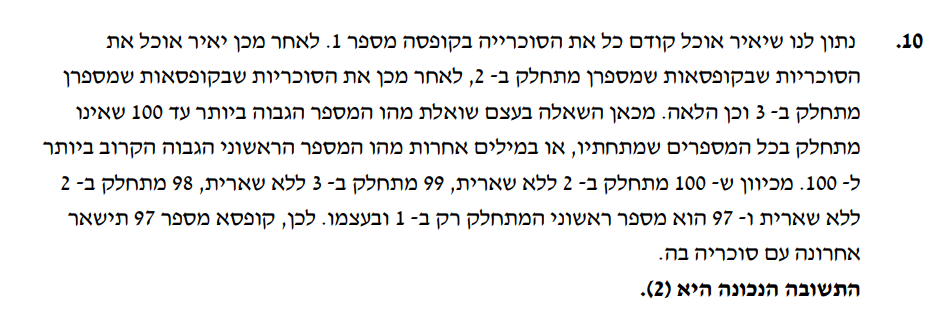 10. נתון לנו שיאיר אוכל קודם כל את הסוכרייה בקופסה מספר 1. לאחר מכן יאיר אוכל את
הסוכריות שבקופסאות שמספרן מתחלק ב- 2, לאחר מכן את הסוכריות שבקופסאות שמספרן
מתחלק ב- 3 וכן הלאה. מכאן השאלה בעצם שואלת מהו המספר הגבוה ביותר עד 100 שאינו
מתחלק בכל המספרים שמתחתיו, או במילים אחרות מהו המספר הראשוני הגבוה הקרוב ביותר
ל- 100. מכיוון ש- 100 מתחלק ב- 2 ללא שארית, 99 מתחלק ב- 3 ללא שארית, 98 מתחלק ב- 2
ללא שארית ו- 97 הוא מספר ראשוני המתחלק רק ב- 1 ובעצמו. לכן, קופסא מספר 97 תישאר
אחרונה עם סוכריה בה.
התשובה הנכונה היא (2).